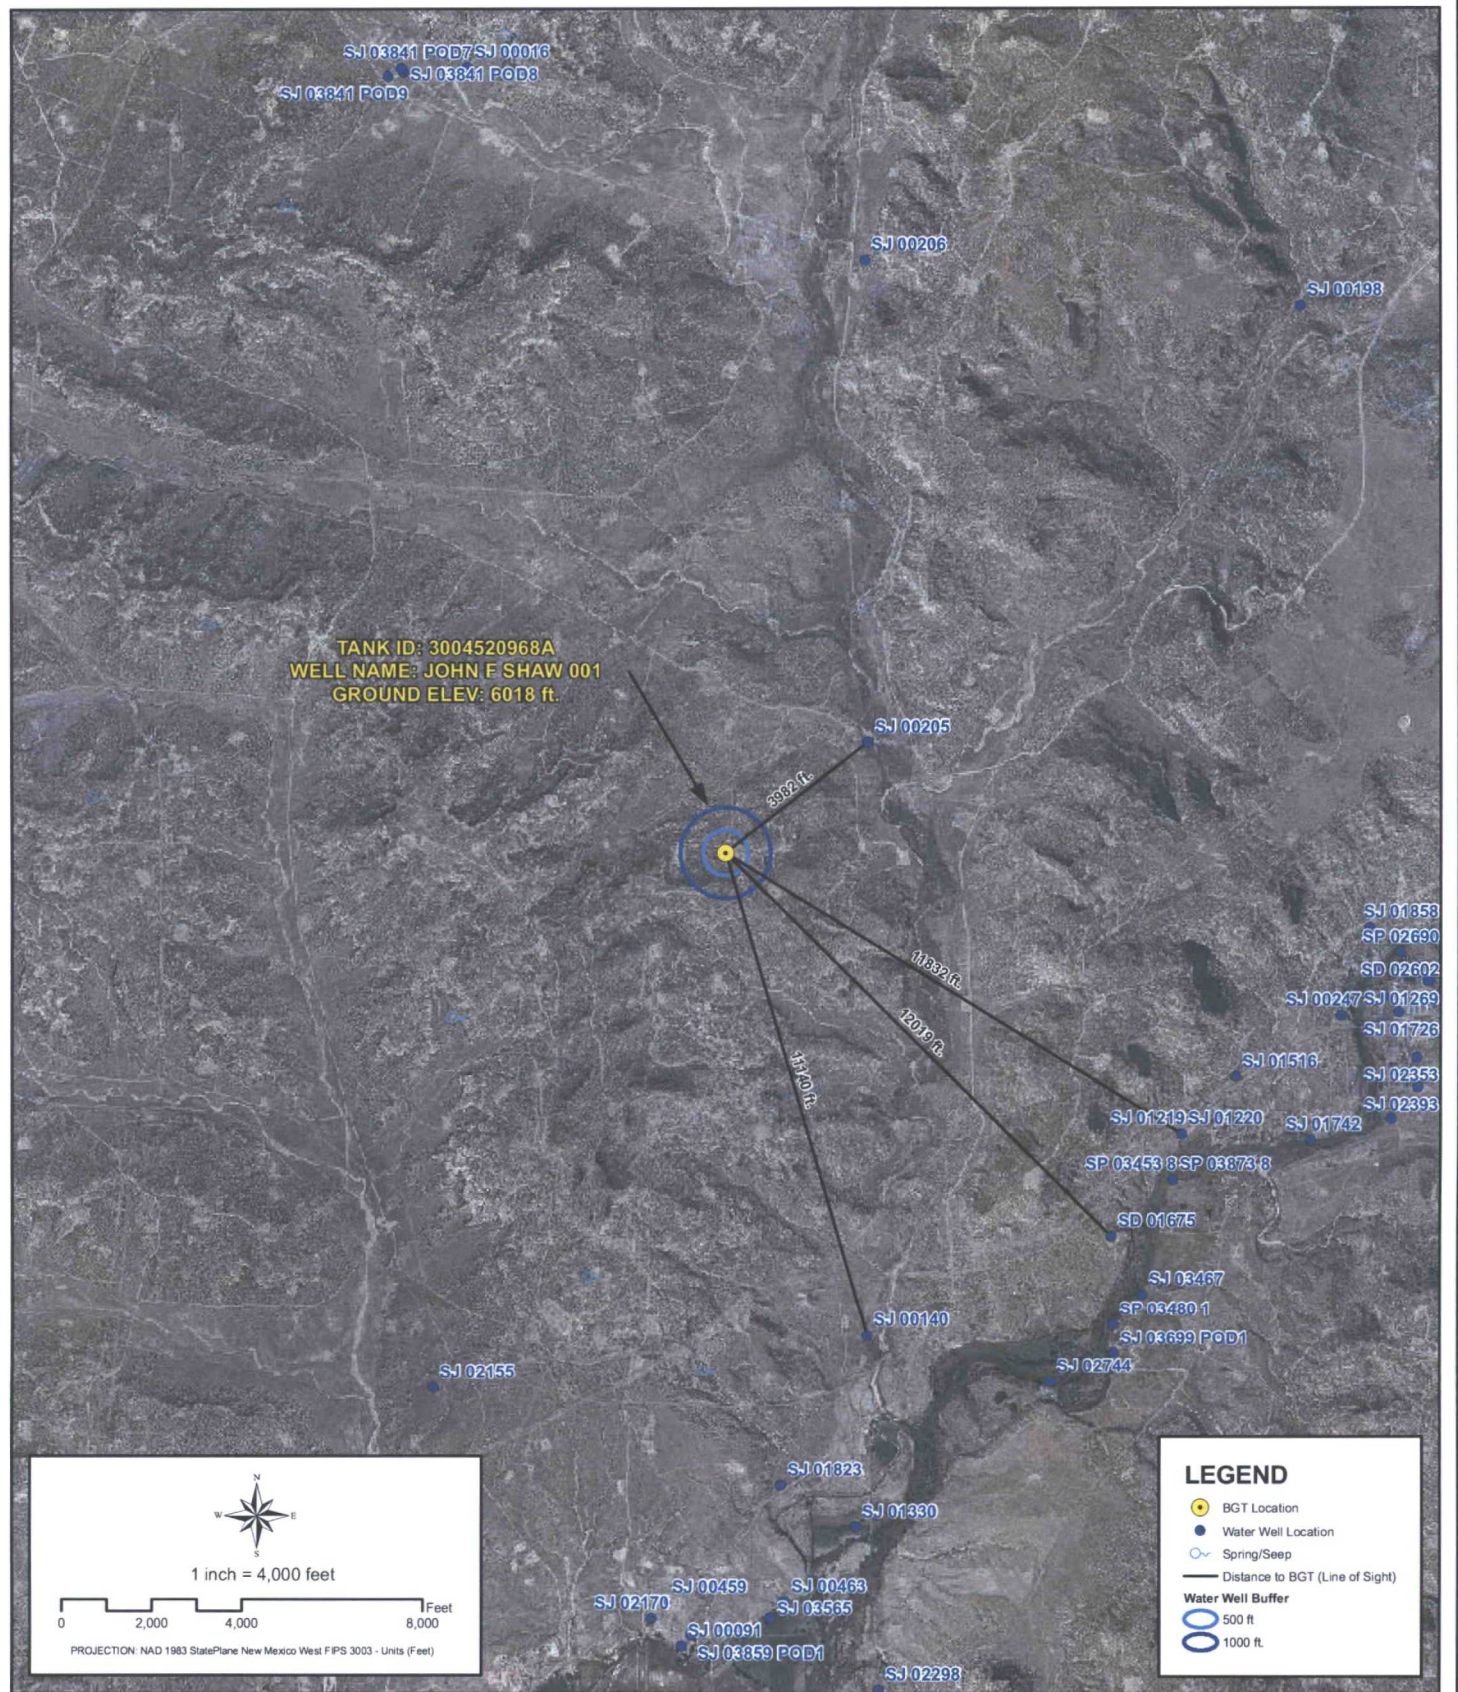 SJ 03841 POD7 SJ 00016
SJ 03841 POD8
SJ 03841 POD9
SJ 00206
SJ 00198
TANK ID: 3004520968A
WELL NAME: JOHN F SHAW 001
GROUND ELEV: 6018 ft.
SJ 00205
3982 ft.
SJ 01858
SP 02690
11832 ft.
SD 02602
SJ 00247 SJ 01269
12019 ft.
SJ 01726
SJ 01516
11140 ft.
SJ 02353
SJ 02393
SJ 01219 SJ 01220
SJ 01742
SP 03453 8 SP 03873 8
SD 01675
SJ 03467
SP 03480 1
SJ 00140
SJ 03699 POD1
SJ 02744
SJ 02155
SJ 01823
SJ 01330
SJ 00459
SJ 00463
SJ 02170
SJ 03565
SJ 00091
SJ 03859 POD1
SJ 02298
N
W E
S
1 inch = 4,000 feet
Feet
0 2,000 4,000 8,000
PROJECTION: NAD 1983 StatePlane New Mexico West FIPS 3003 - Units (Feet)
LEGEND
BGT Location
Water Well Location
Spring/Seep
Distance to BGT (Line of Sight)
Water Well Buffer
500 ft
1000 ft.